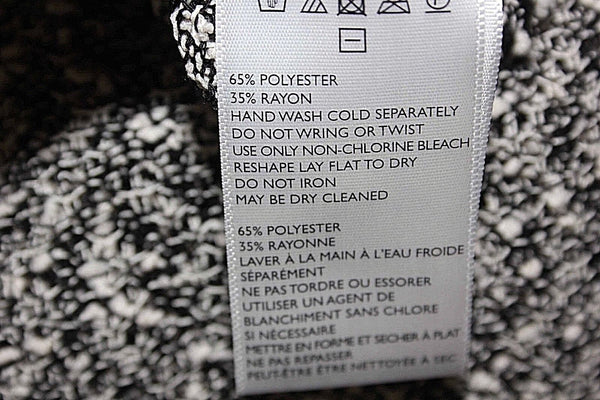 65% POLYESTER
35% RAYON
HAND WASH COLD SEPARATELY
DO NOT WRING OR TWIST
USE ONLY NON-CHLORINE BLEACH
RESHAPE LAY FLAT TO DRY
DO NOT IRON
MAY BE DRY CLEANED
65% POLYESTER
35% RAYONNE
LAVER À LA MAIN À L'EAU FROIDE
SÉPARÉMENT
NE PAS TORDRE OU ESSORER
UTILISER UN AGENT DE
BLANCHIMENT SANS CHLORE
SI NÉCESSAIRE
METTRE EN FORME ET SECHER À PLAT
NE PAS REPASSER
PEUT-ÊTRE ÊTRE NETTOYÉE À SEC